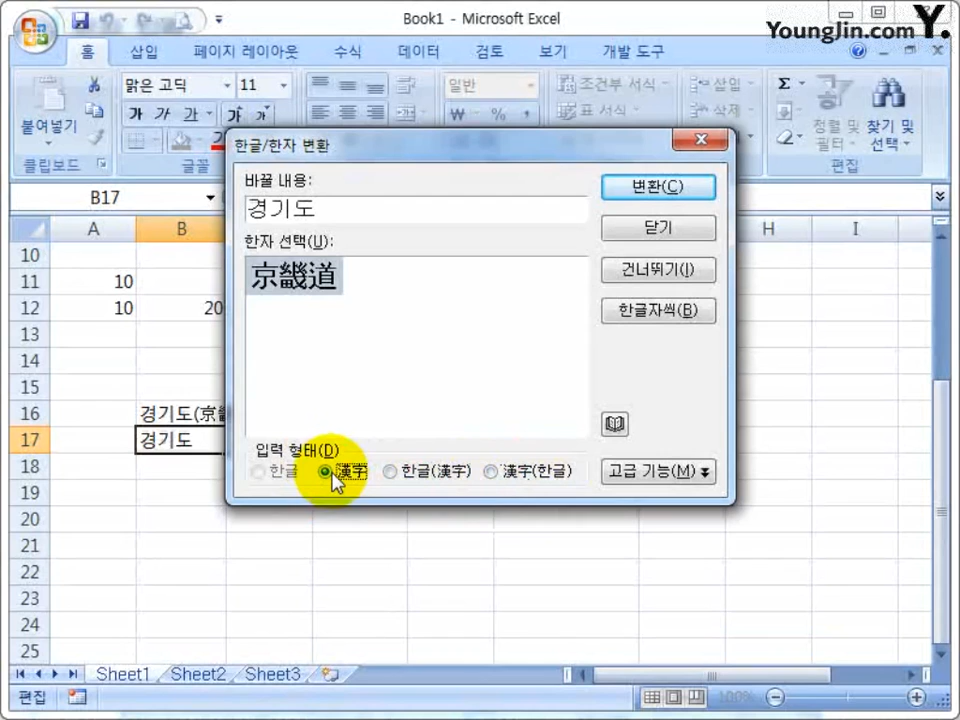 Book1 - Microsoft Excel
Y.
YoungJin.com
홈 삽입 페이지 레이아웃 수식 데이터 검토 보기 개발 도구
붙여넣기
클립보드
맑은 고딕 11
가 가 가 가 가
글꼴
일반
₩ % ,
조건부 서식
표 서식
삽입
삭제
Σ
정렬 및 필터
찾기 및 선택
편집
B17
A B H I
10
11 10
12 10 20
13
14
15
16 경기도(京畿
17 경기도
18
19
20
21
22
23
24
25
한글/한자 변환
바꿀 내용:
경기도
한자 선택(U):
京畿道
변환(C)
닫기
건너뛰기(I)
한글자씩(B)
입력 형태(D)
한글 漢字 한글(漢字) 漢字(한글)
고급 기능(M)
Sheet1 Sheet2 Sheet3
편집 100%